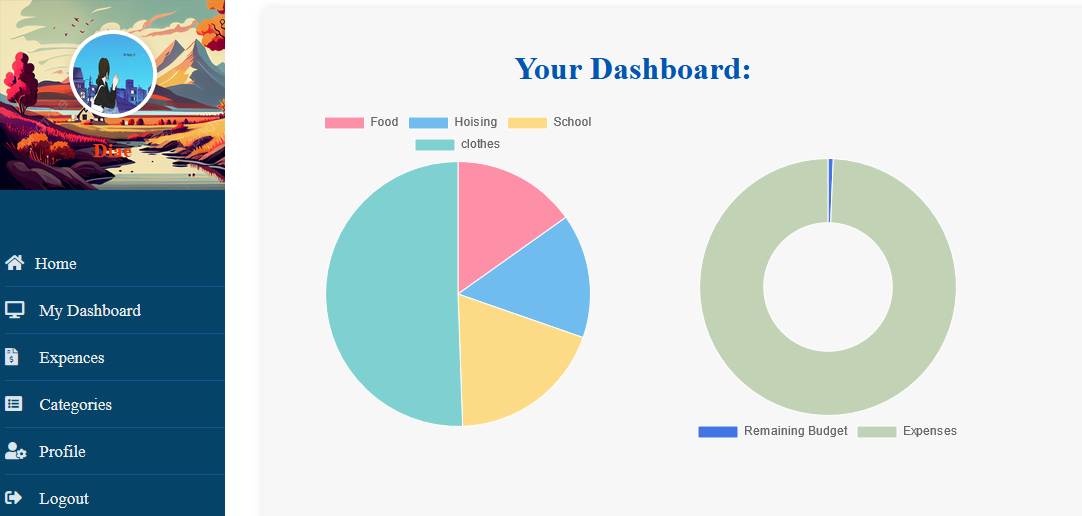 Diae
Home
My Dashboard
Expences
Categories
Profile
Logout
Your Dashboard:
Food Hoising School
clothes
Remaining Budget Expenses